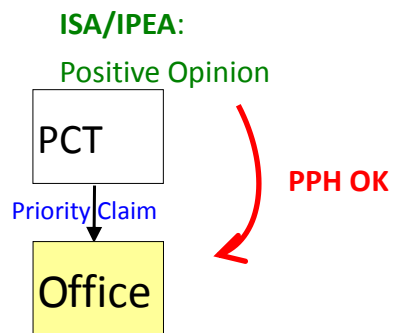 ISA/IPEA:
Positive Opinion
PCT
PPH OK
Priority Claim
Office